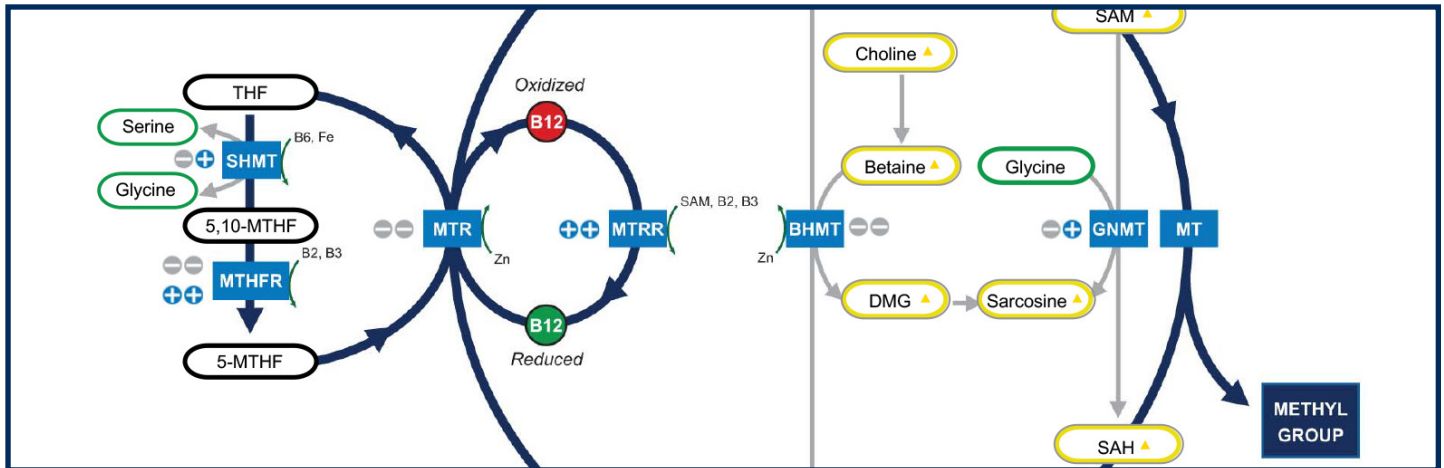 SAM
Choline
Oxidized
THF
B12
Serine
B6, Fe
SHMT
Betaine
Glycine
Glycine
SAM, B2, B3
5,10-MTHF
MTR
MTRR
BHMT
GNMT
MT
B2, B3
Zn
Zn
MTHFR
DMG
Sarcosine
B12
5-MTHF
Reduced
METHYL
GROUP
SAH